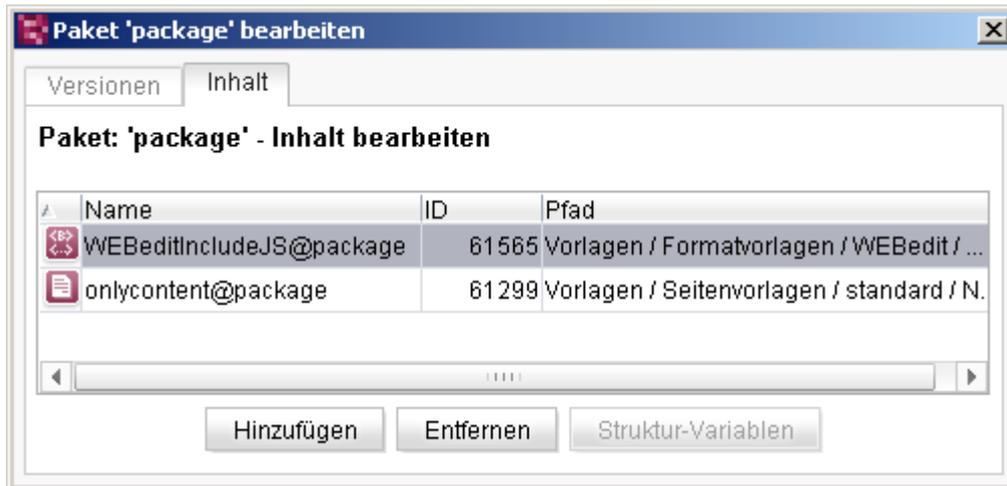 Paket 'package' bearbeiten
Versionen Inhalt
Paket: 'package' - Inhalt bearbeiten
Name ID Pfad
WEBeditIncludeJS@package 61565 Vorlagen / Formatvorlagen / WEBedit / ...
onlycontent@package 61299 Vorlagen / Seitenvorlagen / standard / N.
Hinzufügen Entfernen Struktur-Variablen